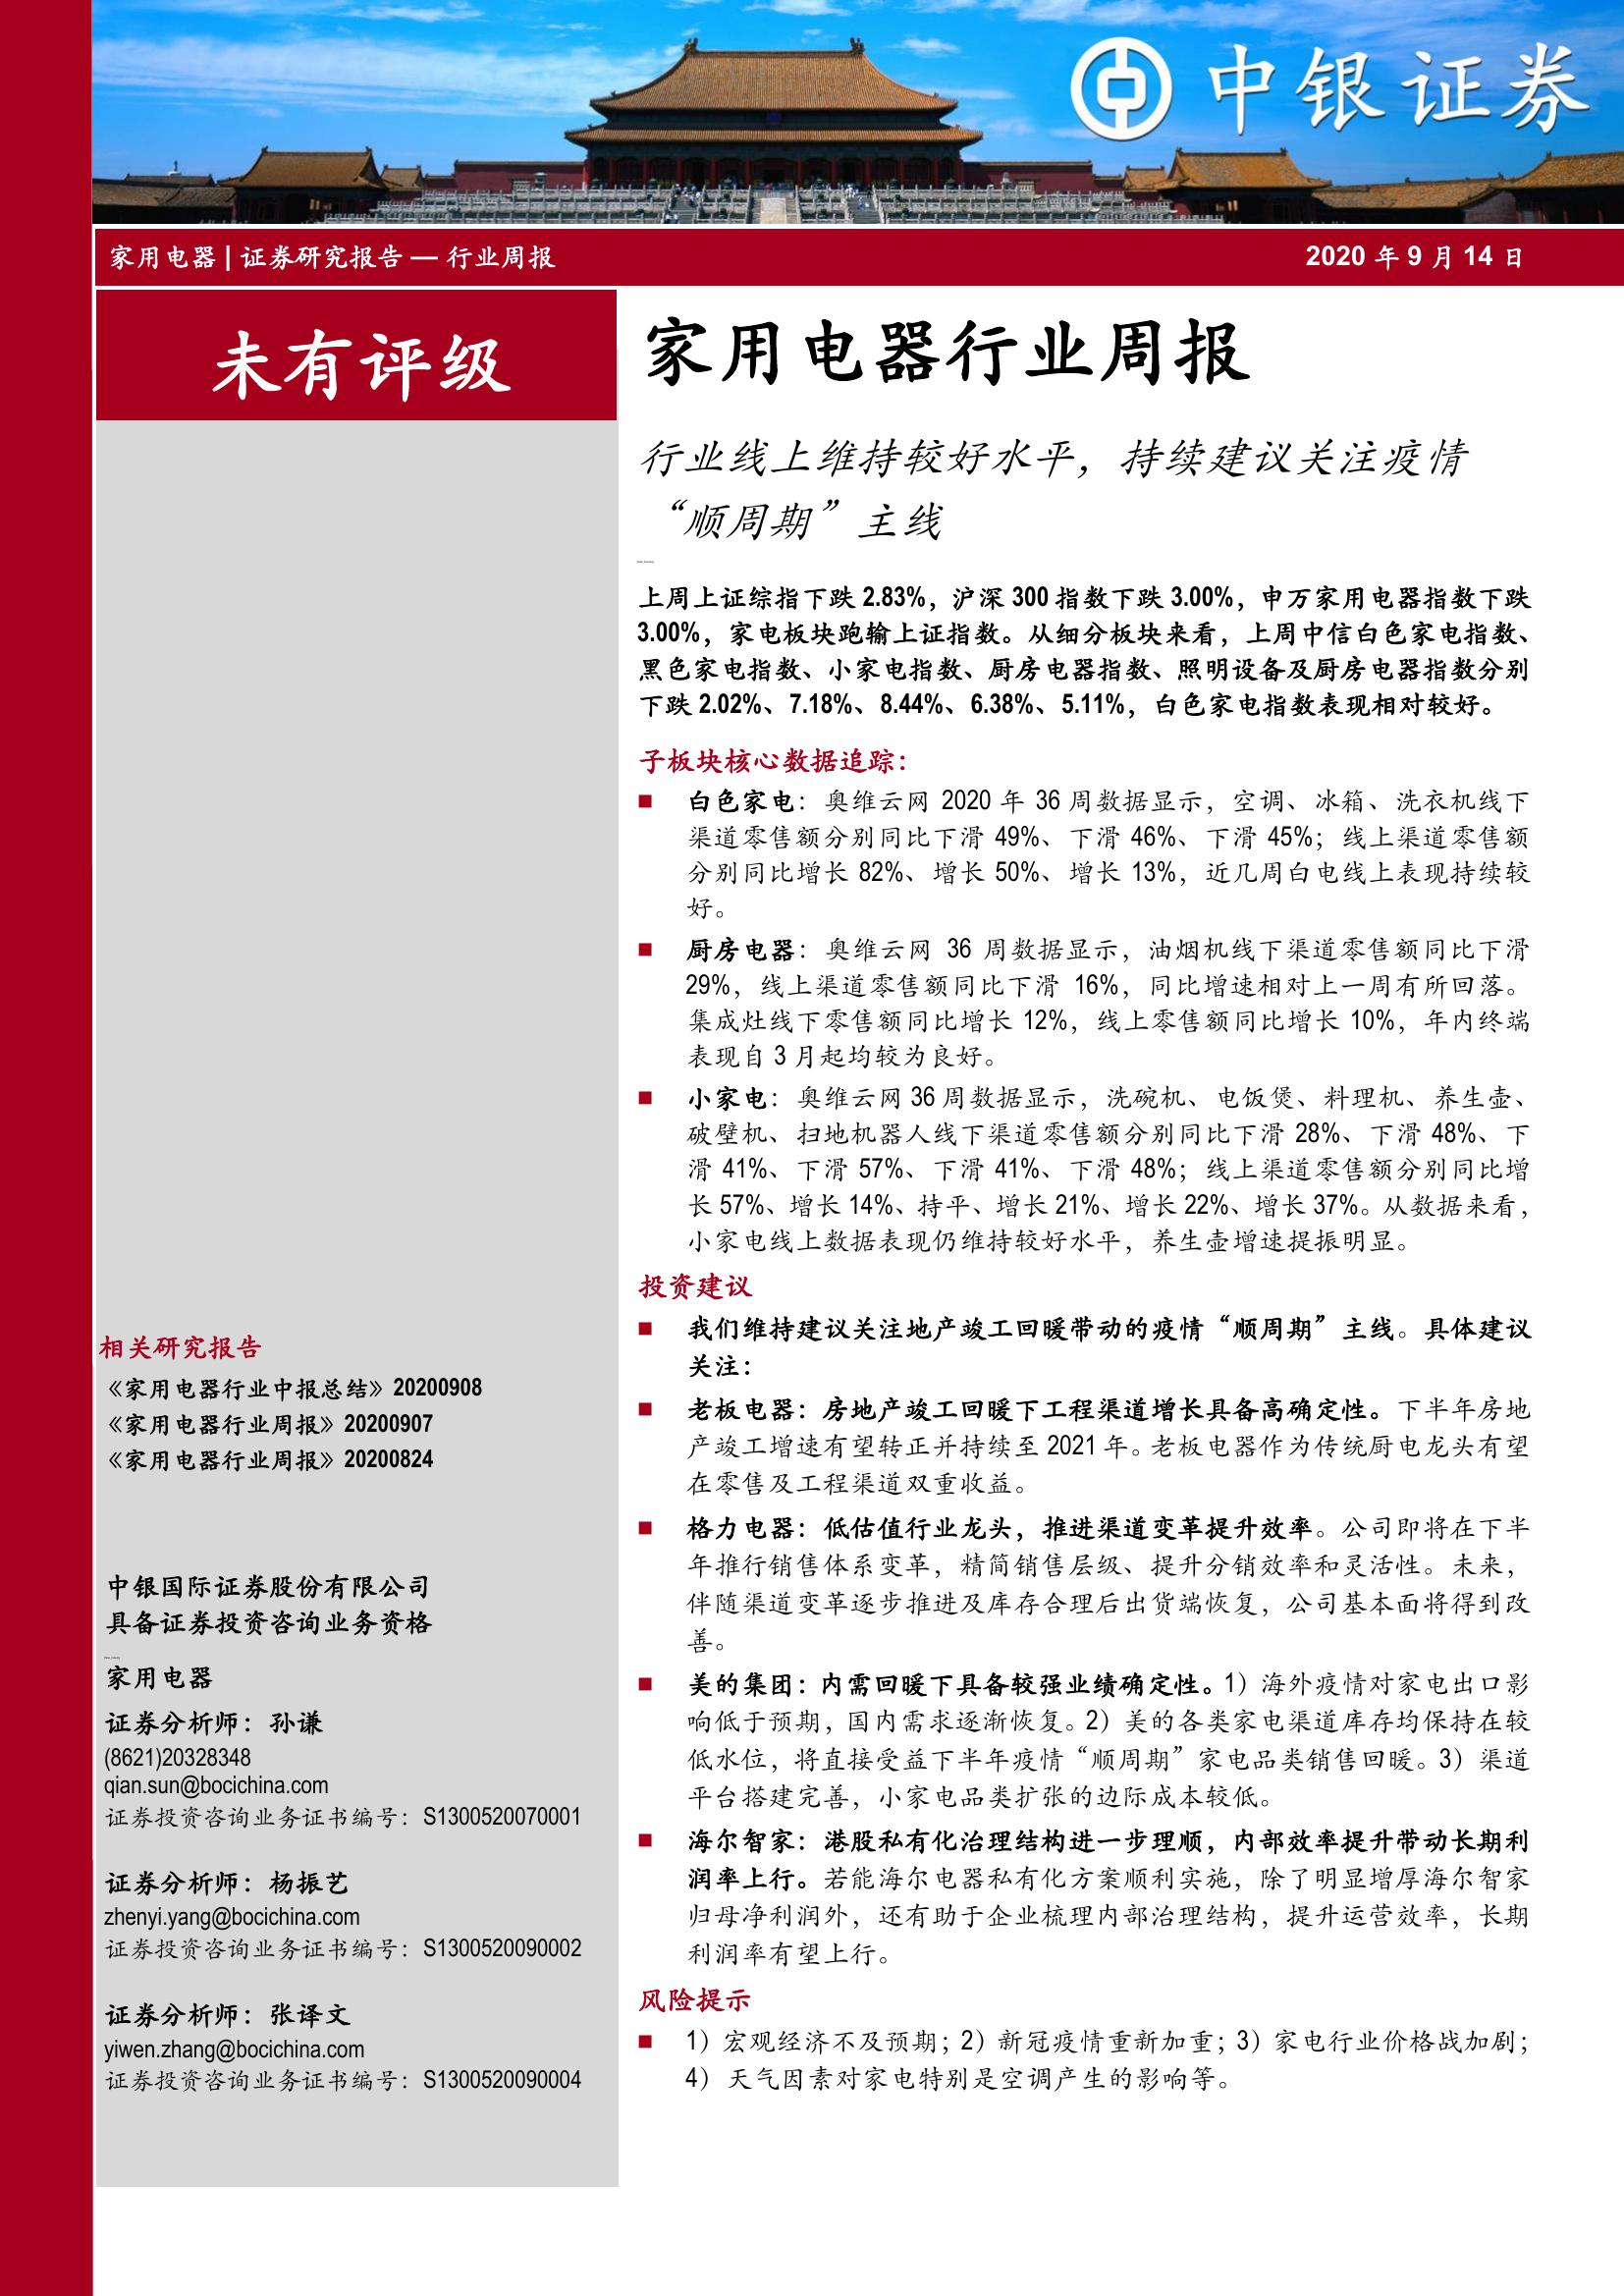 中银证券
家用电器 | 证券研究报告 — 行业周报
2020 年 9 月 14 日
未有评级
家用电器行业周报
行业线上维持较好水平，持续建议关注疫情
“顺周期”主线
上周上证综指下跌 2.83%，沪深 300 指数下跌 3.00%，申万家用电器指数下跌
3.00%，家电板块跑输上证指数。从细分板块来看，上周中信白色家电指数、
黑色家电指数、小家电指数、厨房电器指数、照明设备及厨房电器指数分别
下跌 2.02%、7.18%、8.44%、6.38%、5.11%，白色家电指数表现相对较好。
子板块核心数据追踪：
■ 白色家电：奥维云网 2020 年 36 周数据显示，空调、冰箱、洗衣机线下
渠道零售额分别同比下滑 49%、下滑 46%、下滑 45%；线上渠道零售额
分别同比增长 82%、增长 50%、增长 13%，近几周白电线上表现持续较
好。
■ 厨房电器：奥维云网 36 周数据显示，油烟机线下渠道零售额同比下滑
29%，线上渠道零售额同比下滑 16%，同比增速相对上一周有所回落。
集成灶线下零售额同比增长 12%，线上零售额同比增长 10%，年内终端
表现自 3 月起均较为良好。
■ 小家电：奥维云网 36 周数据显示，洗碗机、电饭煲、料理机、养生壶、
破壁机、扫地机器人线下渠道零售额分别同比下滑 28%、下滑 48%、下
滑 41%、下滑 57%、下滑 41%、下滑 48%；线上渠道零售额分别同比增
长 57%、增长 14%、持平、增长 21%、增长 22%、增长 37%。从数据来看，
小家电线上数据表现仍维持较好水平，养生壶增速提振明显。
投资建议
■ 我们维持建议关注地产竣工回暖带动的疫情“顺周期”主线。具体建议
关注：
■ 老板电器：房地产竣工回暖下工程渠道增长具备高确定性。下半年房地
产竣工增速有望转正并持续至 2021 年。老板电器作为传统厨电龙头有望
在零售及工程渠道双重收益。
■ 格力电器：低估值行业龙头，推进渠道变革提升效率。公司即将在下半
年推行销售体系变革，精简销售层级、提升分销效率和灵活性。未来，
伴随渠道变革逐步推进及库存合理后出货端恢复，公司基本面将得到改
善。
■ 美的集团：内需回暖下具备较强业绩确定性。1）海外疫情对家电出口影
响低于预期，国内需求逐渐恢复。2）美的各类家电渠道库存均保持在较
低水位，将直接受益下半年疫情“顺周期”家电品类销售回暖。3）渠道
平台搭建完善，小家电品类扩张的边际成本较低。
■ 海尔智家：港股私有化治理结构进一步理顺，内部效率提升带动长期利
润率上行。若能海尔电器私有化方案顺利实施，除了明显增厚海尔智家
归母净利润外，还有助于企业梳理内部治理结构，提升运营效率，长期
利润率有望上行。
风险提示
■ 1）宏观经济不及预期；2）新冠疫情重新加重；3）家电行业价格战加剧；
4）天气因素对家电特别是空调产生的影响等。
相关研究报告
《家用电器行业中报总结》20200908
《家用电器行业周报》20200907
《家用电器行业周报》20200824
中银国际证券股份有限公司
具备证券投资咨询业务资格
家用电器
证券分析师：孙谦
(8621)20328348
qian.sun@bocichina.com
证券投资咨询业务证书编号：S1300520070001
证券分析师：杨振艺
zhenyi.yang@bocichina.com
证券投资咨询业务证书编号：S1300520090002
证券分析师：张译文
yiwen.zhang@bocichina.com
证券投资咨询业务证书编号：S1300520090004